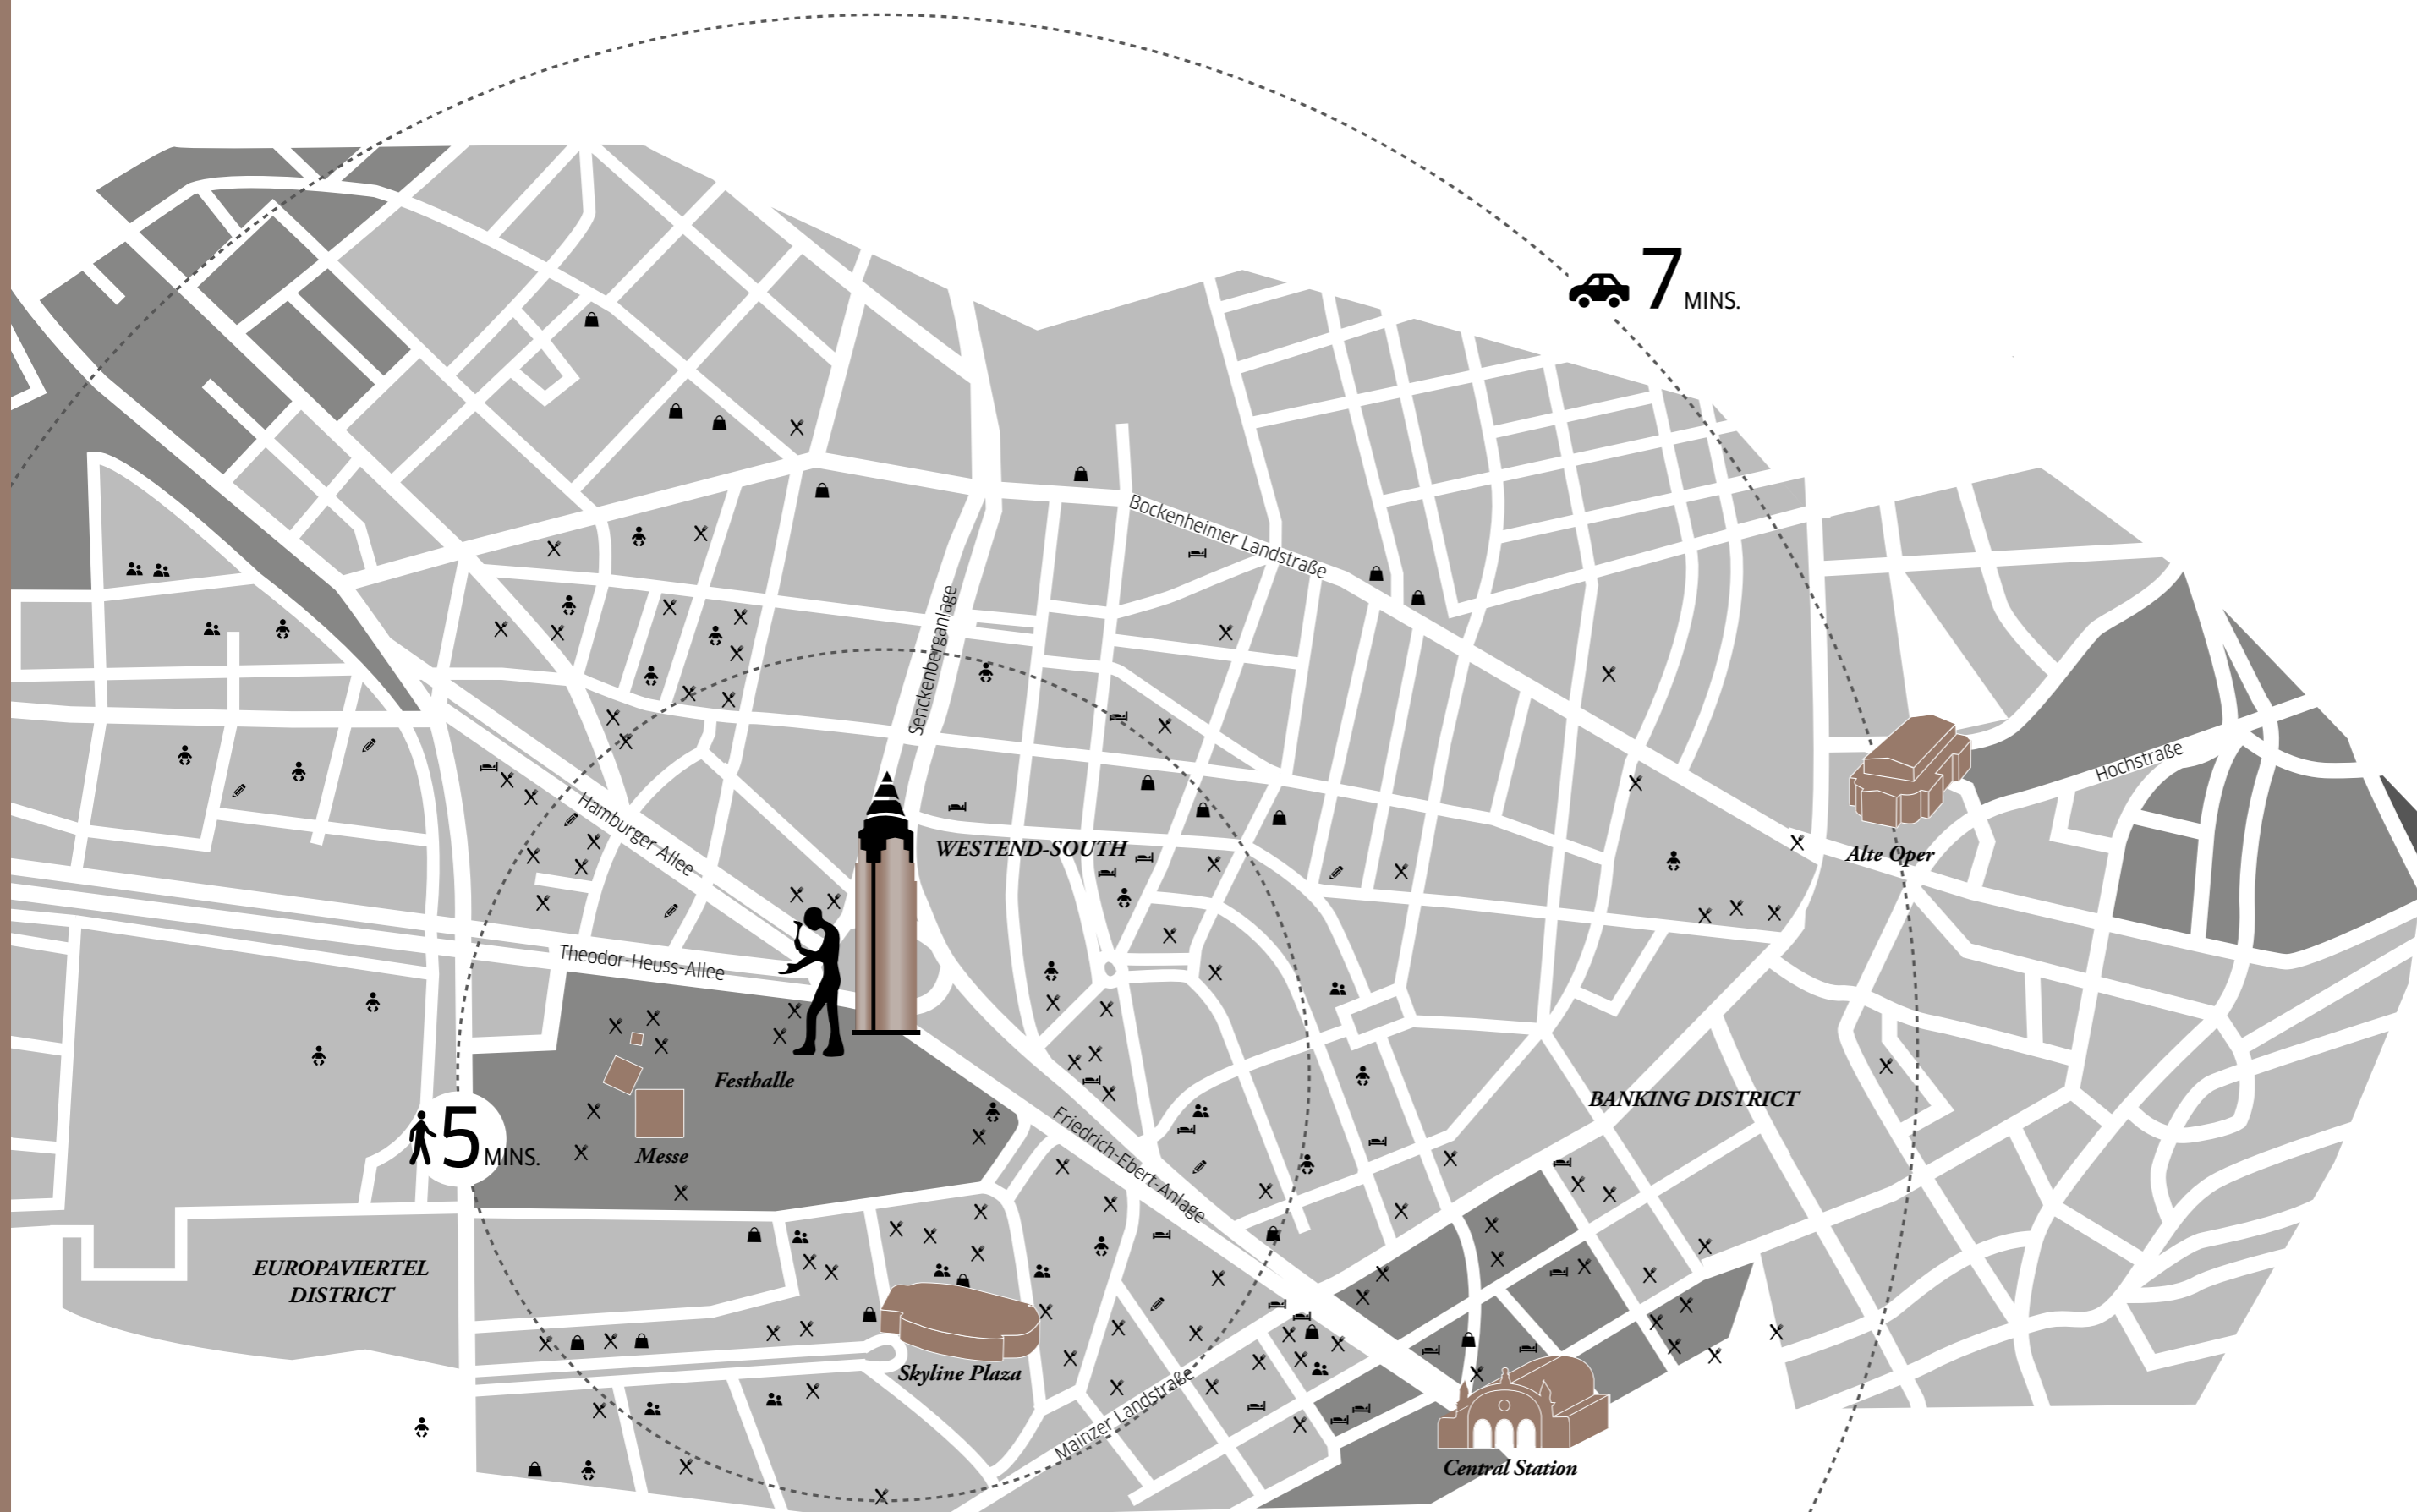 7 MINS.
Bockenheimer Landstraße
Senckenberganlage
Hochstraße
Hamburger Allee
WESTEND-SOUTH
Alte Oper
Theodor-Heuss-Allee
Festhalle
BANKING DISTRICT
5 MINS.
Messe
Friedrich-Ebert-Anlage
EUROPAVIERTEL
DISTRICT
Skyline Plaza
Mainzer Landstraße
Central Station